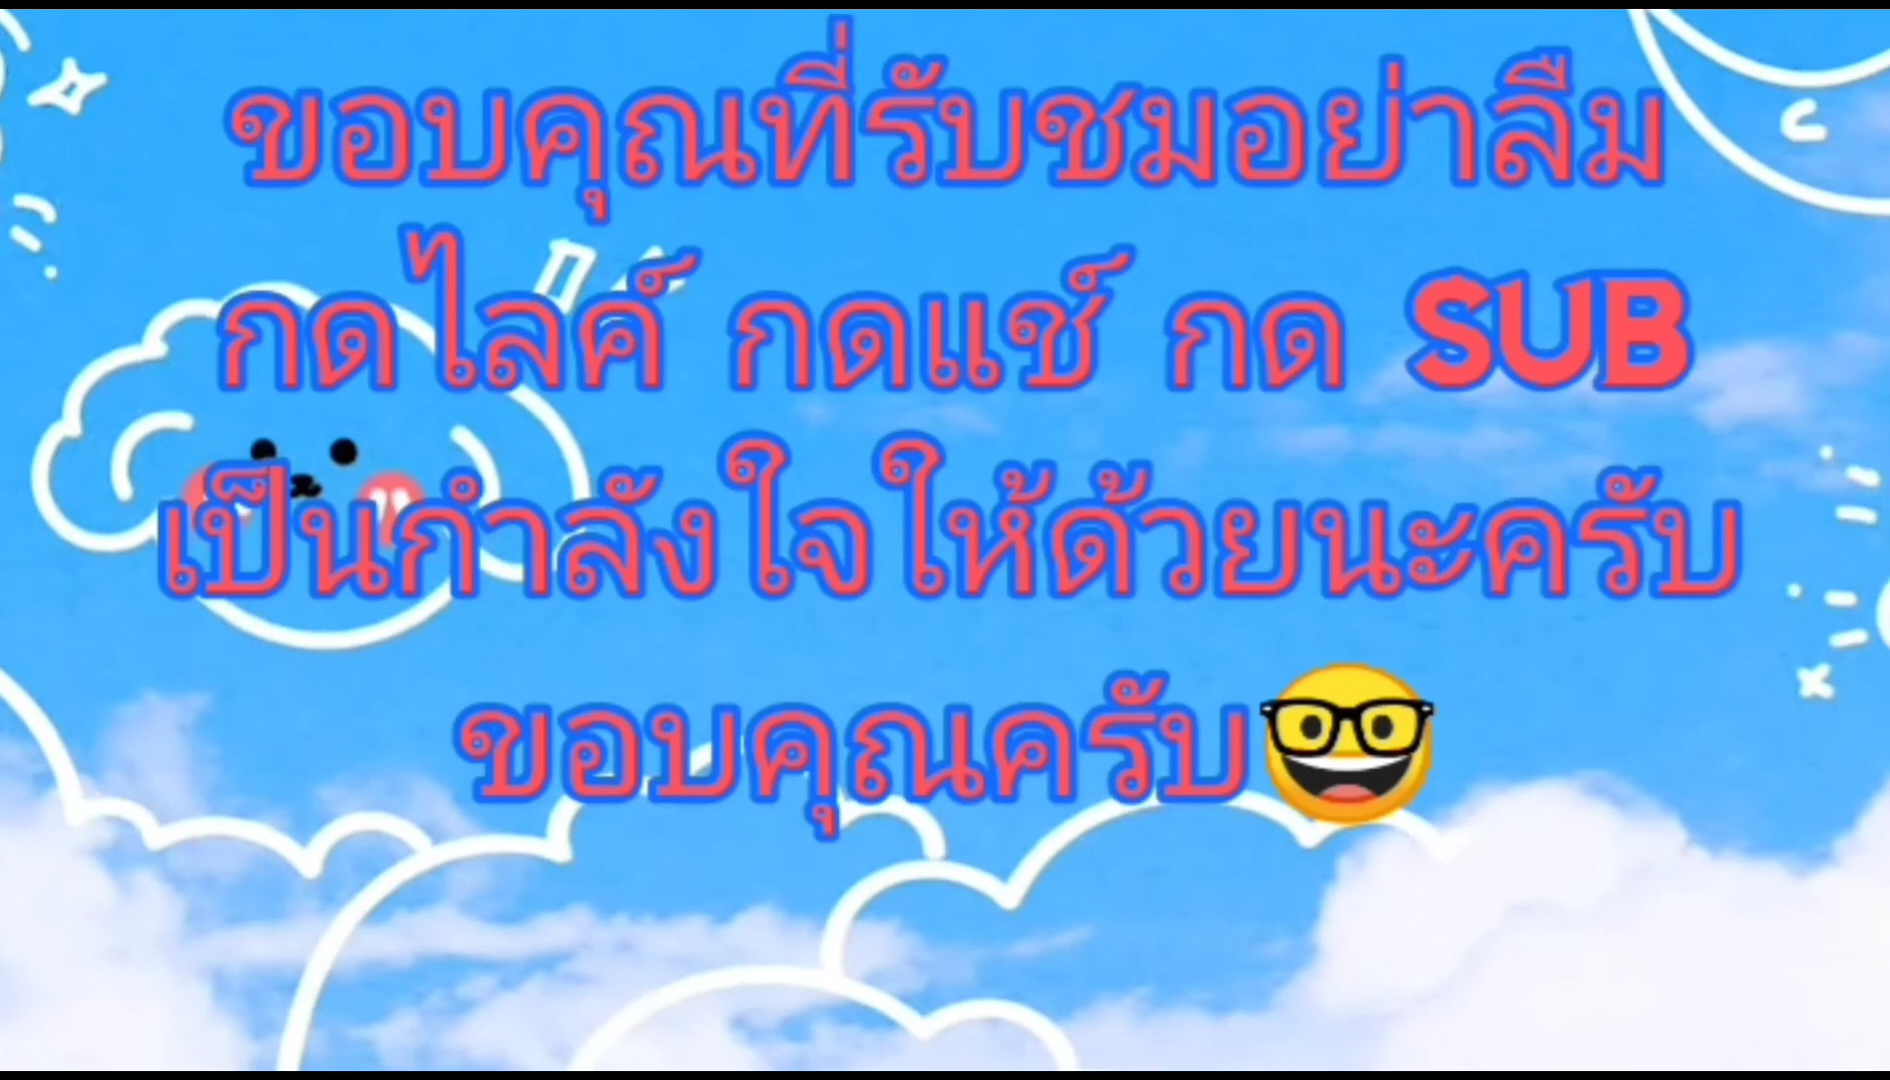 ขอบคุณที่รับชมอย่าลืม
กดไลค์ กดแช์ กด SUB
เป็นกำลังใจให้ด้วยนะครับ
ขอบคุณครับ🤓